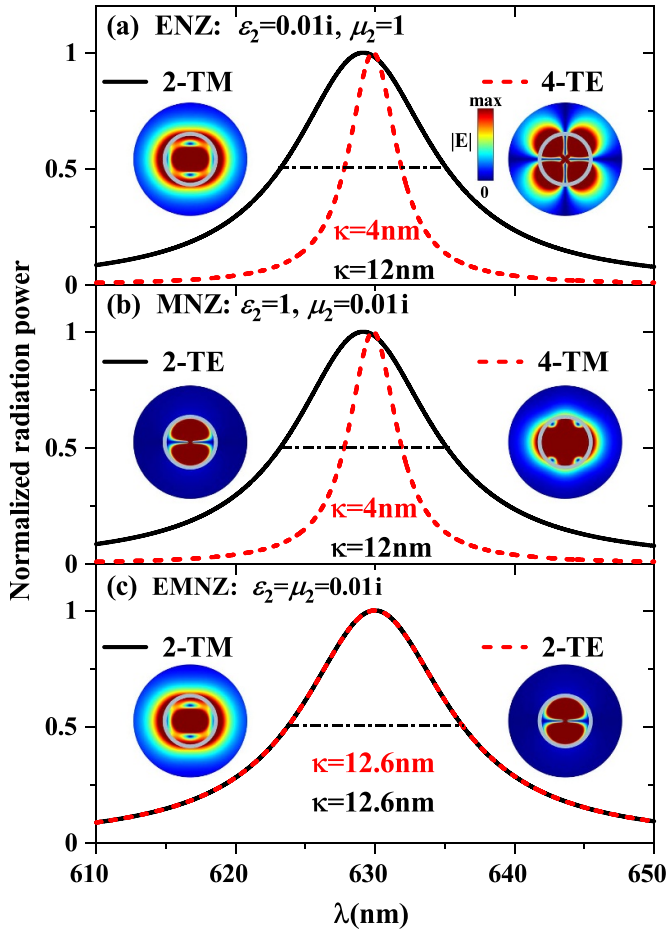 (a) ENZ: ε₂=0.01i, μ₂=1
2-TM
4-TE
max
|E|
0
κ=4nm
κ=12nm
1
0.5
0
(b) MNZ: ε₂=1, μ₂=0.01i
2-TE
4-TM
κ=4nm
κ=12nm
1
0.5
0
(c) EMNZ: ε₂=μ₂=0.01i
2-TM
2-TE
κ=12.6nm
κ=12.6nm
1
0.5
0
Normalized radiation power
610 620 630 640 650
λ(nm)